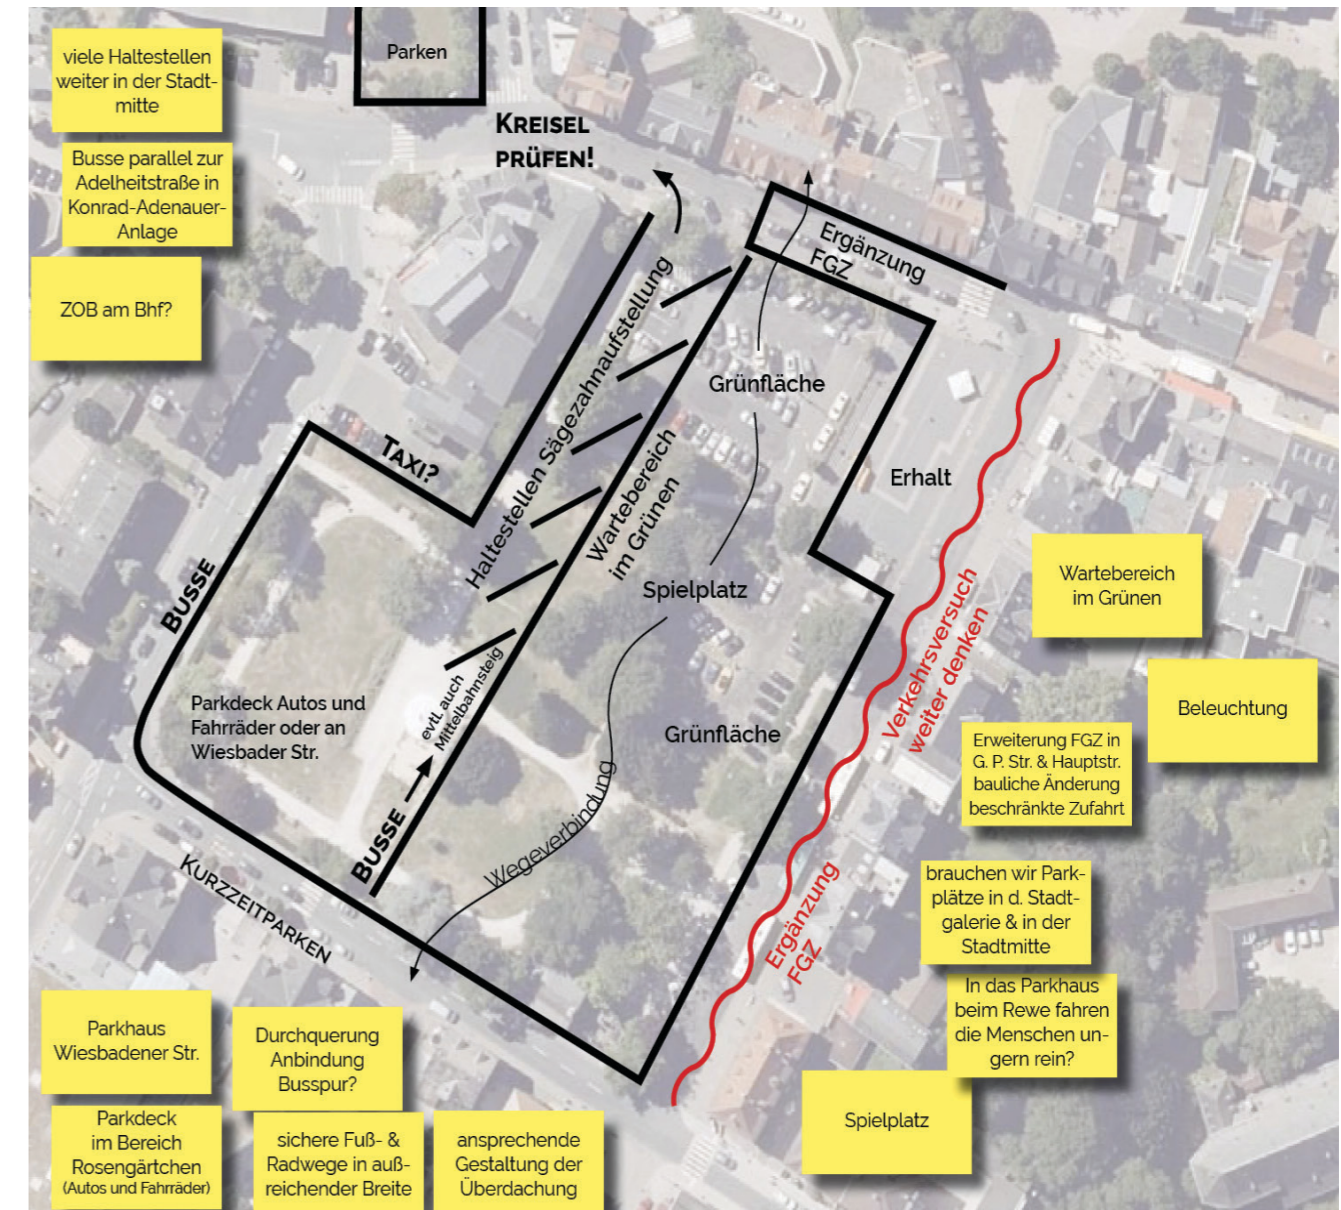 viele Haltestellen
weiter in der Stadt-
mitte
Busse parallel zur
Adelheitstraße in
Konrad-Adenauer-
Anlage
ZOB am Bhf?
Parken
KREISEL
PRÜFEN!
Ergänzung
FGZ
Haltestellen Sägezahnaufstellung
Wartebereich
im Grünen
Grünfläche
Erhalt
TAXI?
BUSSE
Spielplatz
Parkdeck Autos und
Fahrräder oder an
Wiesbader Str.
evtl. auch
Mittelbahnsteig
BUSSE
Grünfläche
Wegeverbindung
KURZZEITPARKEN
Verkehrsversuch
weiter denken
Ergänzung
FGZ
Wartebereich
im Grünen
Beleuchtung
Erweiterung FGZ in
G. P. Str. & Hauptstr.
bauliche Änderung
beschränkte Zufahrt
brauchen wir Park-
plätze in d. Stadt-
galerie & in der
Stadtmitte
In das Parkhaus
beim Rewe fahren
die Menschen un-
gern rein?
Spielplatz
Parkhaus
Wiesbadener Str.
Parkdeck
im Bereich
Rosengärtchen
(Autos und Fahrräder)
Durchquerung
Anbindung
Busspur?
sichere Fuß- &
Radwege in auß-
reichender Breite
ansprechende
Gestaltung der
Überdachung